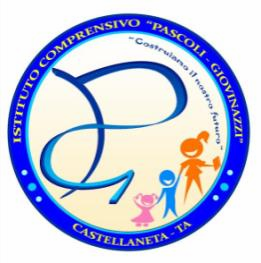 ISTITUTO COMPRENSIVO "PASCOLI - GIOVINAZZI"
"Costruiamo il nostro futuro"
CASTELLANETA - TA